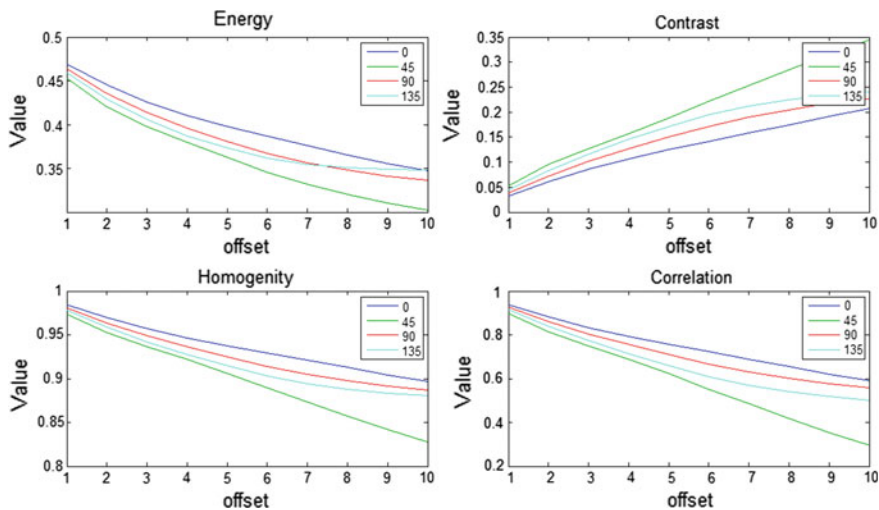 Energy
Value
0.5
0.45
0.4
0.35
1 2 3 4 5 6 7 8 9 10
offset
0
45
90
135
Contrast
Value
0.35
0.3
0.25
0.2
0.15
0.1
0.05
0
1 2 3 4 5 6 7 8 9 10
offset
0
45
90
135
Homogenity
Value
1
0.95
0.9
0.85
0.8
1 2 3 4 5 6 7 8 9 10
offset
0
45
90
135
Correlation
Value
1
0.8
0.6
0.4
0.2
1 2 3 4 5 6 7 8 9 10
offset
0
45
90
135